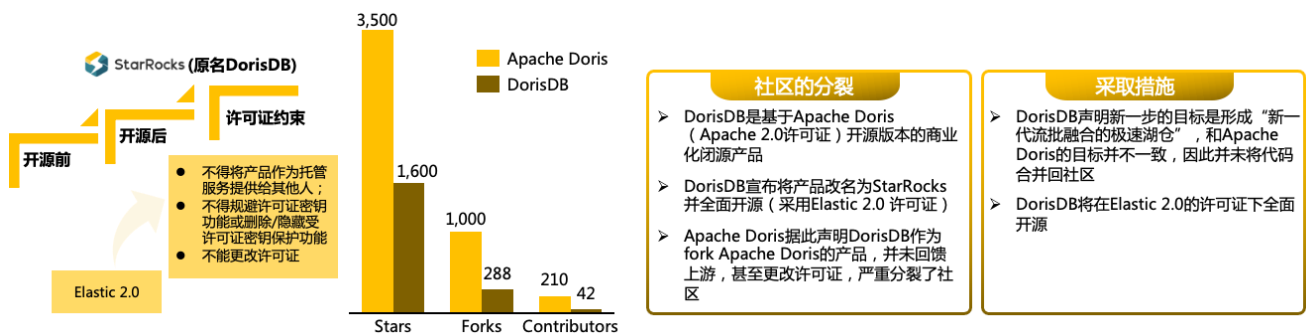 StarRocks (原名DorisDB)
开源前
开源后
许可证约束
● 不得将产品作为托管
服务提供给其他人；
● 不得规避许可证密钥
功能或删除/隐藏受
许可证密钥保护功能
● 不能更改许可证
Elastic 2.0
3,500
1,600
1,000
288
210
42
Stars
Forks
Contributors
Apache Doris
DorisDB
社区的分裂
➢ DorisDB是基于Apache Doris
（Apache 2.0许可证）开源版本的商业
化闭源产品
➢ DorisDB宣布将产品改名为StarRocks
并全面开源（采用Elastic 2.0 许可证）
➢ Apache Doris据此声明DorisDB作为
fork Apache Doris的产品，并未回馈
上游，甚至更改许可证，严重分裂了社
区
采取措施
➢ DorisDB声明新一步的目标是形成“新一
代流批融合的极速湖仓”，和Apache
Doris的目标并不一致，因此并未将代码
合并回社区
➢ DorisDB将在Elastic 2.0的许可证下全面
开源